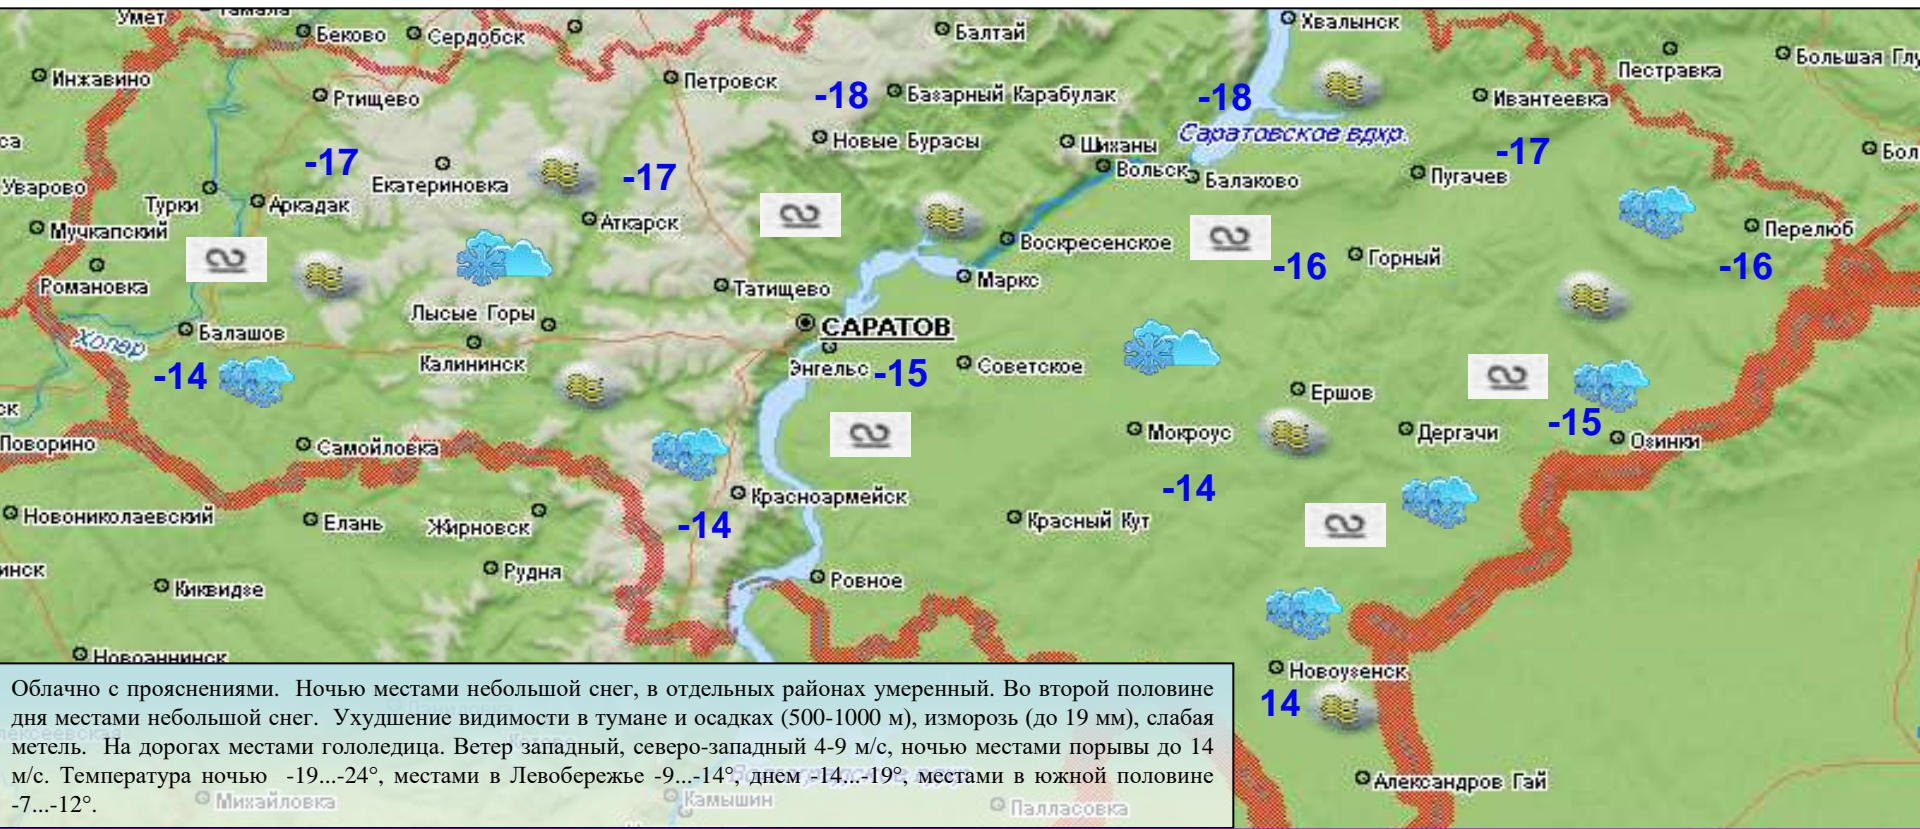 Умет
Тамала
Беково
Сердобск
Балтай
Хвалынск
Пестравка
Большая Глу
Инжавино
Ртищево
Петровск
-18
Базарный Карабулак
-18
Ивантеевка
са
Новые Бурасы
Шиханы
Саратовское вдхр.
-17
Бол
-17
Екатериновка
-17
Вольск
Балаково
Пугачев
Уварово
Турки
Аркадак
Аткарск
Мучкапский
Воскресенское
Горный
Перелюб
-16
-16
Романовка
Татищево
Маркс
Лысые Горы
САРАТОВ
Хопер
Балашов
Калининск
Энгельс
-15
Советское
-14
Ершов
ск
Поворино
Самойловка
Мокроус
Дергачи
-15
Озинки
-14
Красноармейск
Новониколаевский
Елань
Жирновск
-14
Красный Кут
инск
Киквидзе
Рудня
Ровное
Новоаннинск
Новоузенск
14
Александров Гай
Облачно с прояснениями. Ночью местами небольшой снег, в отдельных районах умеренный. Во второй половине
дня местами небольшой снег. Ухудшение видимости в тумане и осадках (500-1000 м), изморозь (до 19 мм), слабая
метель. На дорогах местами гололедица. Ветер западный, северо-западный 4-9 м/с, ночью местами порывы до 14
м/с. Температура ночью -19...-24°, местами в Левобережье -9...-14°, днем -14...-19°, местами в южной половине
-7...-12°.
Михайловка
Камышин
Палласовка